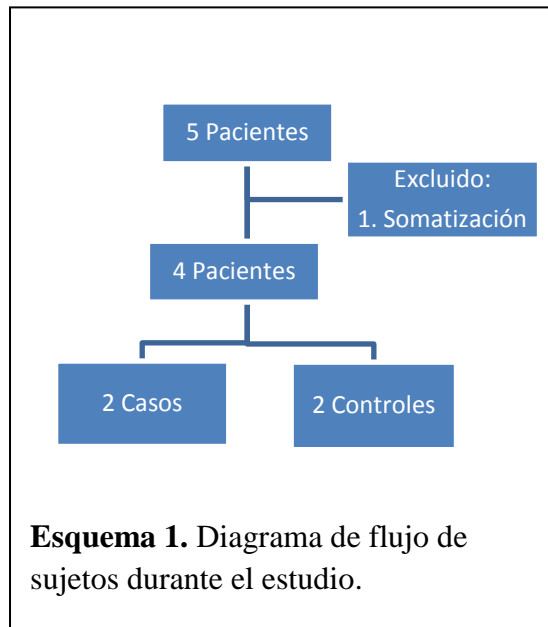 5 Pacientes
Excluido:
1. Somatización
4 Pacientes
2 Casos
2 Controles
Esquema 1. Diagrama de flujo de
sujetos durante el estudio.